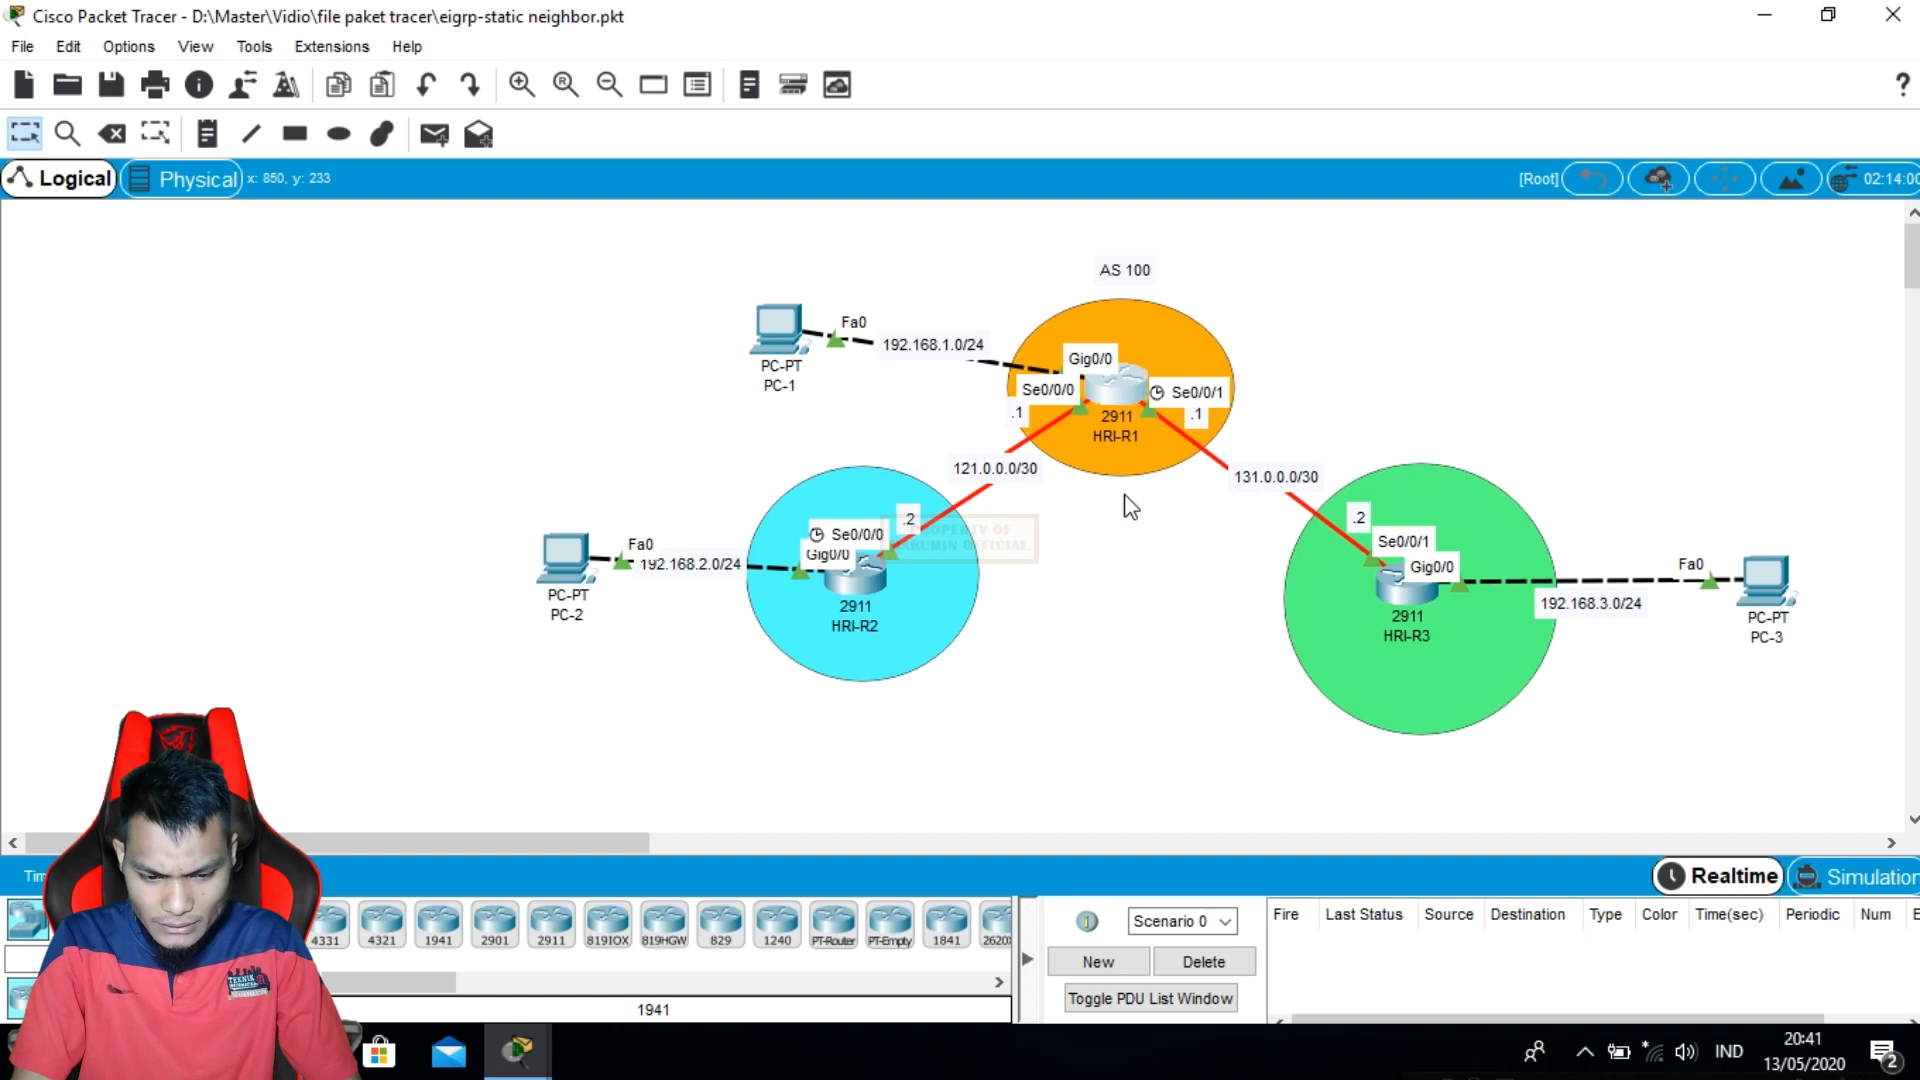 Cisco Packet Tracer - D:\Master\Vidio\file paket tracer\eigrp-static neighbor.pkt
File Edit Options View Tools Extensions Help
Logical Physical x: 850, y: 233 [Root] 02:14:00
AS 100
Fa0
192.168.1.0/24
PC-PT
PC-1
Gig0/0
Se0/0/0
Se0/0/1
.1
.1
2911
HRI-R1
121.0.0.0/30
131.0.0.0/30
.2
Se0/0/0
Gig0/0
Fa0
192.168.2.0/24
PC-PT
PC-2
2911
HRI-R2
PROPERTY OF
OFFICIAL
.2
Se0/0/1
Gig0/0
Fa0
192.168.3.0/24
2911
HRI-R3
PC-PT
PC-3
Realtime Simulation
4331 4321 1941 2901 2911 819IOX 819HGW 829 1240 PT-Router PT-Empty 1841
1941
Scenario 0
New Delete
Toggle PDU List Window
Fire Last Status Source Destination Type Color Time(sec) Periodic Num
TEKNIK
IND
20:41
13/05/2020
2